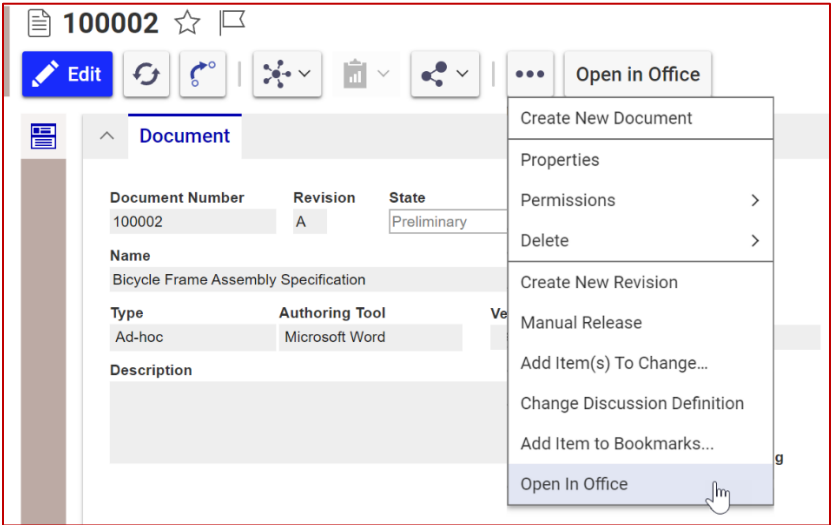 100002
Edit
Open in Office
Create New Document
Document
Properties
Permissions
Delete
Document Number Revision State
100002 A Preliminary
Name
Bicycle Frame Assembly Specification
Create New Revision
Type Authoring Tool Ve
Ad-hoc Microsoft Word
Manual Release
Description
Add Item(s) To Change...
Change Discussion Definition
Add Item to Bookmarks...
g
Open In Office